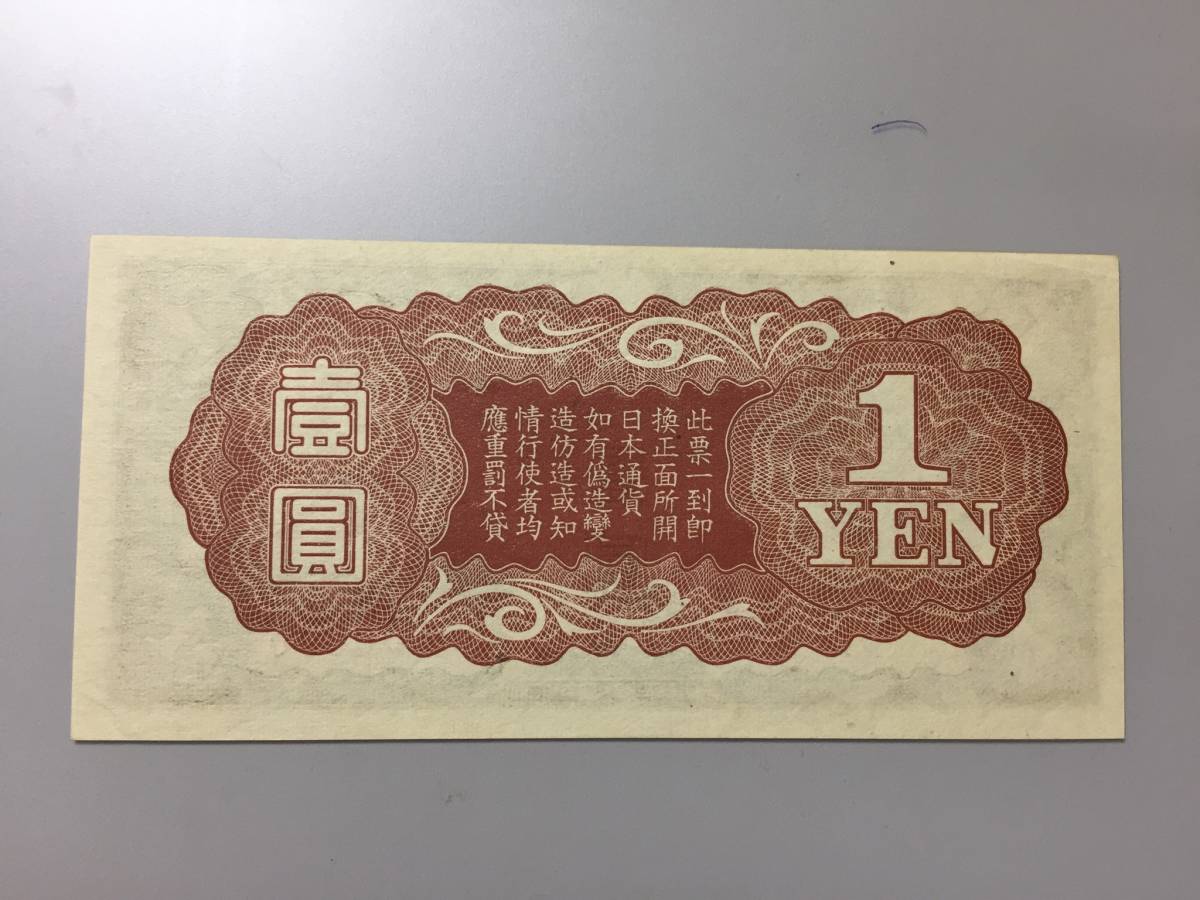 壹圓
此票一到卽
換正面所開
日本通貨
如有僞造變
造仿造或知
情行使者均
應重罰不貸
1
YEN